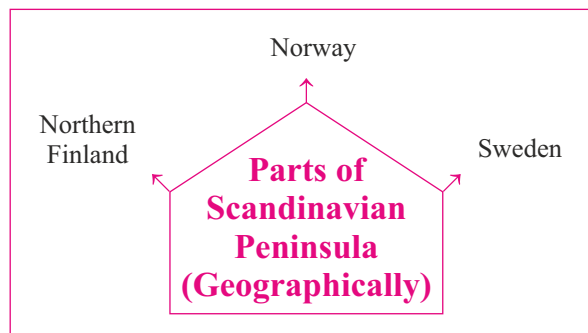 Norway
Northern
Finland
Sweden
Parts of
Scandinavian
Peninsula
(Geographically)